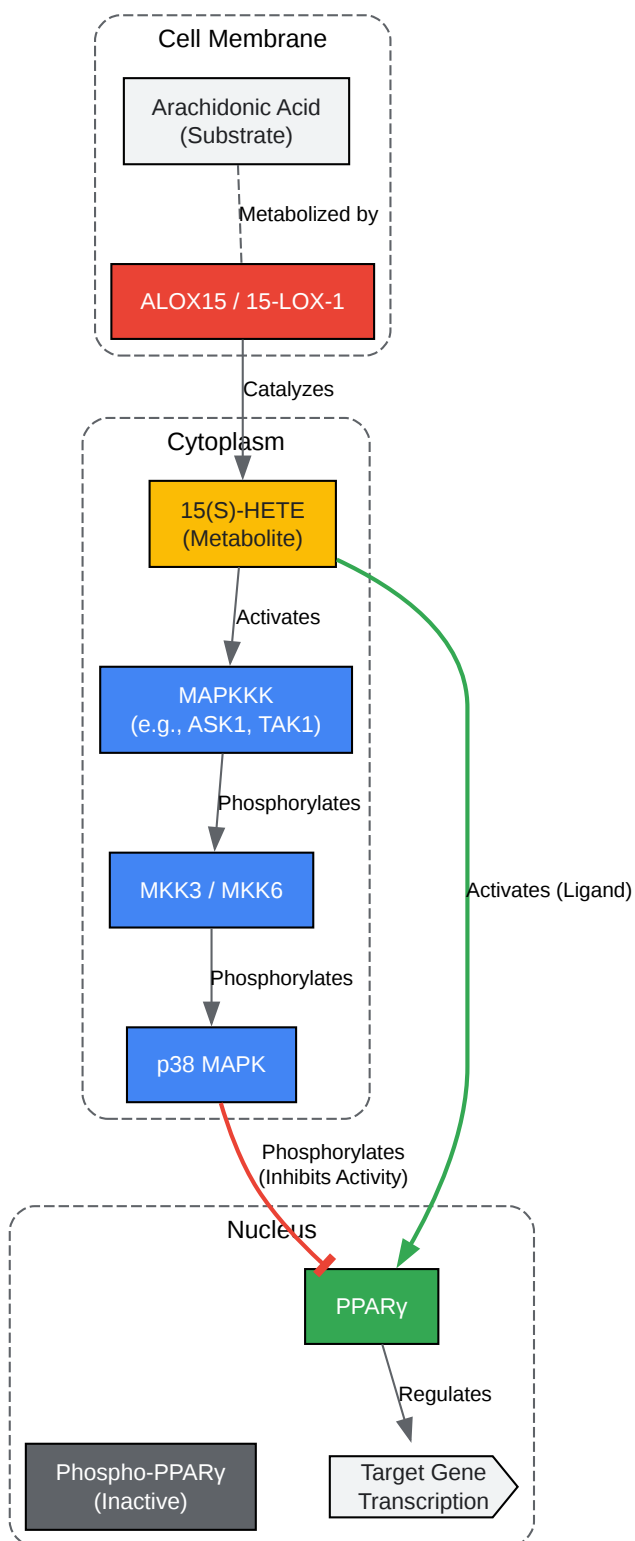 Cell Membrane
Arachidonic Acid
(Substrate)
Metabolized by
ALOX15 / 15-LOX-1
Catalyzes
Cytoplasm
15(S)-HETE
(Metabolite)
Activates
MAPKKK
(e.g., ASK1, TAK1)
Phosphorylates
MKK3 / MKK6
Activates (Ligand)
Phosphorylates
p38 MAPK
Phosphorylates
(Inhibits Activity)
Nucleus
PPARγ
Regulates
Phospho-PPARγ
(Inactive)
Target Gene
Transcription